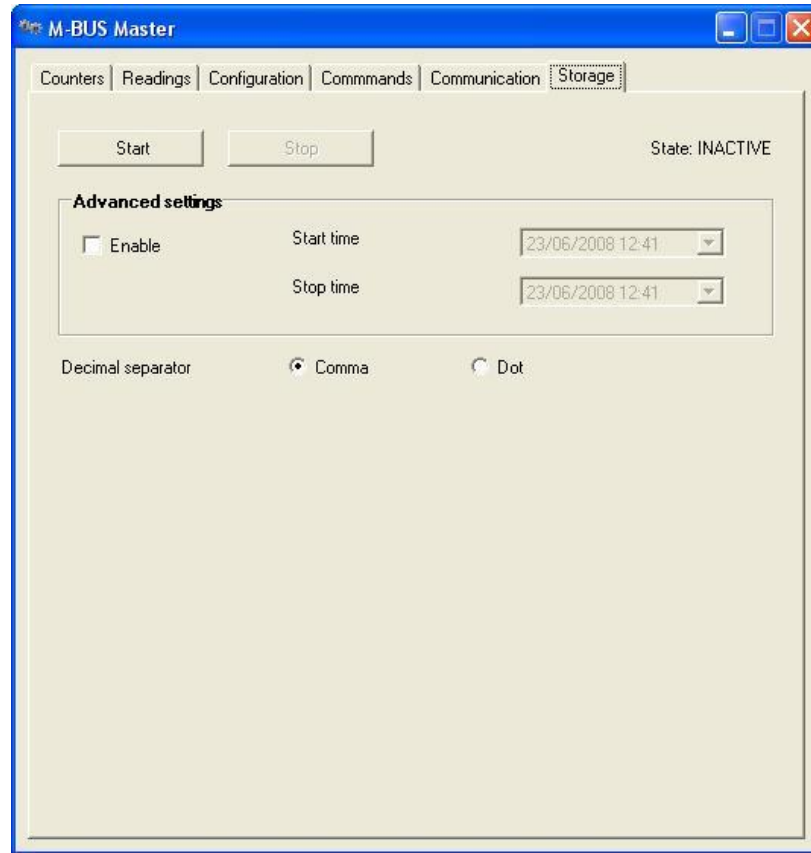 M-BUS Master
Counters Readings Configuration Commmands Communication Storage
Start Stop State: INACTIVE
Advanced settings
Enable Start time 23/06/2008 12:41
Stop time 23/06/2008 12:41
Decimal separator Comma Dot